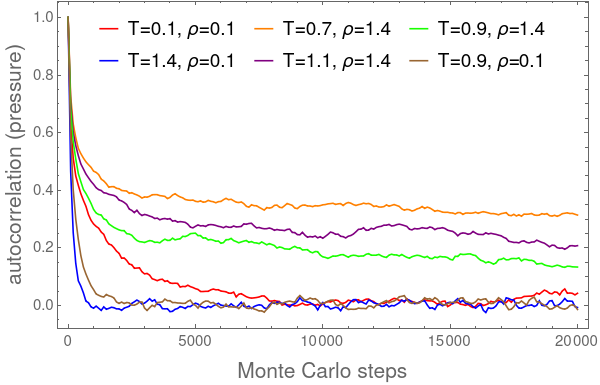 T=0.1, ρ=0.1 T=0.7, ρ=1.4 T=0.9, ρ=1.4
T=1.4, ρ=0.1 T=1.1, ρ=1.4 T=0.9, ρ=0.1
autocorrelation (pressure)
1.0
0.8
0.6
0.4
0.2
0.0
0 5000 10000 15000 20000
Monte Carlo steps